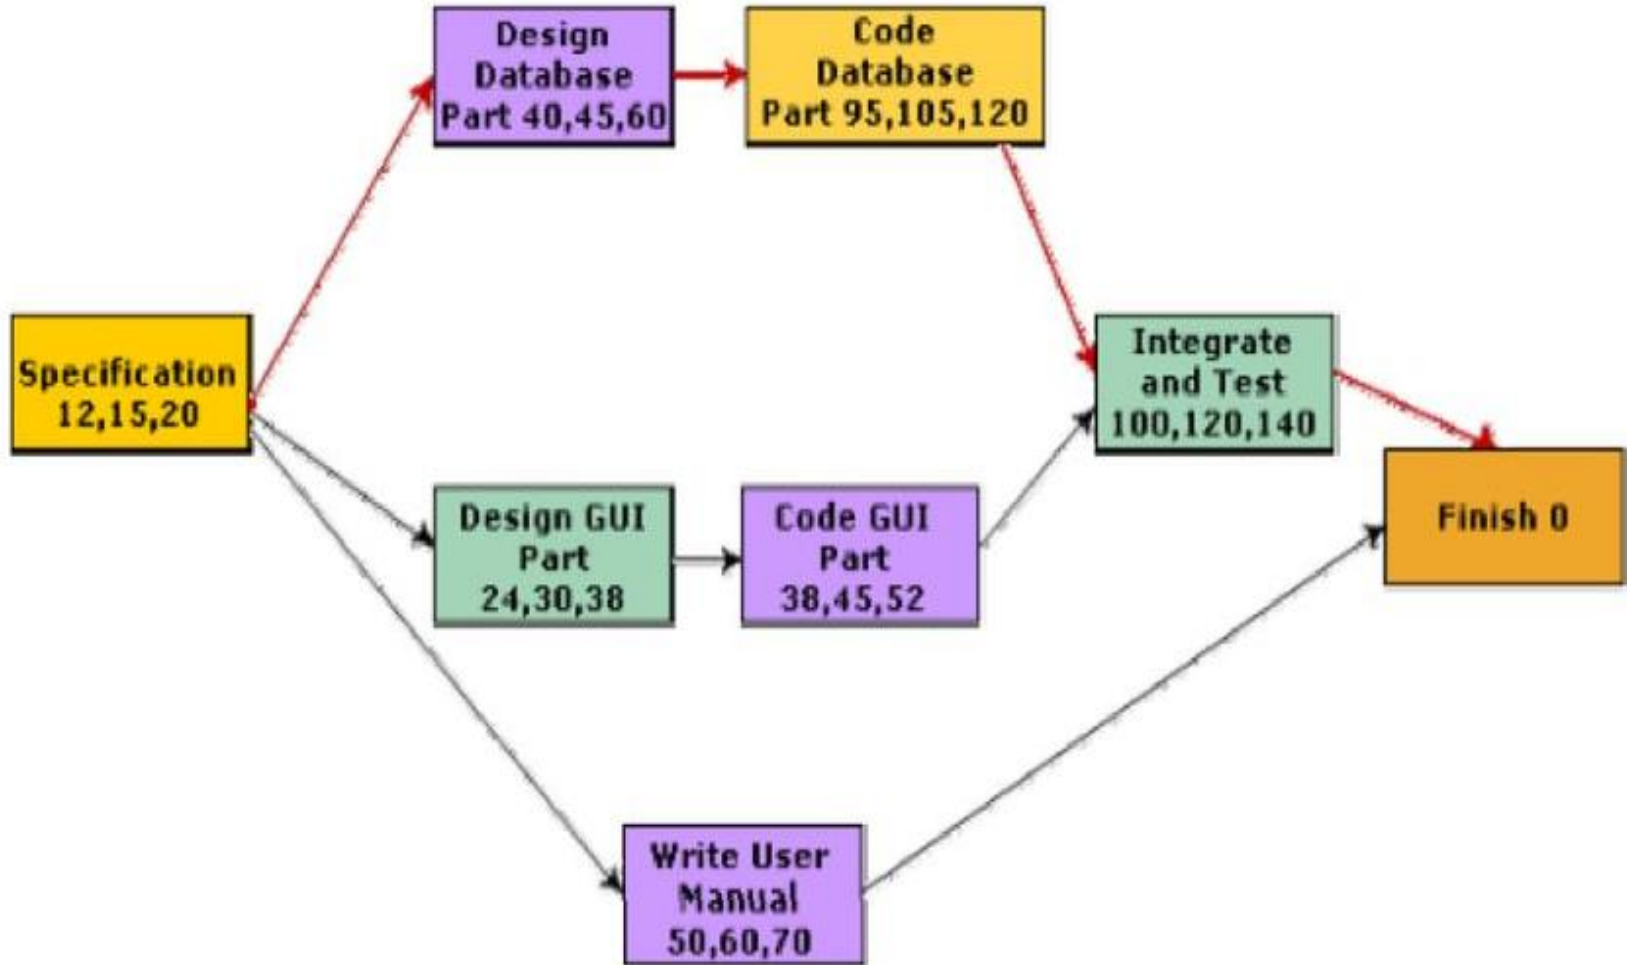 Design
Database
Part 40,45,60
Code
Database
Part 95,105,120
Specification
12,15,20
Integrate
and Test
100,120,140
Design GUI
Part
24,30,38
Code GUI
Part
38,45,52
Finish 0
Write User
Manual
50,60,70